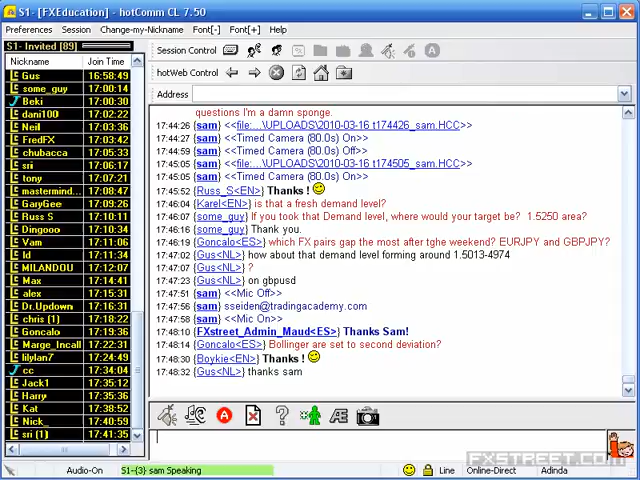 S1- [FXEducation] - hotComm CL 7.50
Preferences Session Change-my-Nickname Font[-] Font[+] Help
S1- Invited [89]
Nickname Join Time
Gus 16:58:49
some_guy 17:00:14
Beki 17:00:30
dani100 17:02:22
Neil 17:03:36
FredFX 17:03:42
chubacca 17:05:33
sri 17:06:17
tony 17:07:17
mastermind... 17:08:47
GaryGee 17:09:26
Russ S 17:10:11
Dingooo 17:10:34
Vam 17:11:06
Id 17:11:14
MILANDOU 17:12:07
Max 17:14:41
alex 17:15:31
Dr.Updown 17:16:31
chris (1) 17:19:18
Goncalo 17:19:36
Marge_Incall 17:22:31
lilylan7 17:24:49
cc 17:34:04
Jack1 17:35:12
Harry 17:35:36
Kat 17:38:52
Nick_ 17:40:59
sri (1) 17:41:35
Session Control
hotWeb Control
Address
questions I'm a damn sponge.
17:44:26 {sam} <<file:...\UPLOADS\2010-03-16 t174426_sam.HCC>>
17:44:27 {sam} <<Timed Camera (80.0s) On>>
17:44:59 {sam} <<Timed Camera (80.0s) Off>>
17:45:05 {sam} <<file:...\UPLOADS\2010-03-16 t174505_sam.HCC>>
17:45:05 {sam} <<Timed Camera (80.0s) On>>
17:45:52 {Russ_S<EN>} Thanks !
17:46:04 {Karel<EN>} is that a fresh demand level?
17:46:06 {some_guy} If you took that Demand level, where would your target be? 1.5250 area?
17:46:16 {some_guy} Thank you.
17:46:19 {Goncalo<ES>} which FX pairs gap the most after tghe weekend? EURJPY and GBPJPY?
17:47:02 {Gus<NL>} how about that demand level forming around 1.5013-4974
17:47:07 {Gus<NL>} ?
17:47:23 {Gus<NL>} on gbpusd
17:47:51 {sam} <<Mic Off>>
17:47:56 {sam} sseiden@tradingacademy.com
17:47:58 {sam} <<Mic On>>
17:48:10 {FXstreet_Admin_Maud<ES>} Thanks Sam!
17:48:14 {Goncalo<ES>} Bollinger are set to second deviation?
17:48:30 {Boykie<EN>} Thanks !
17:48:32 {Gus<NL>} thanks sam
FXSTREET.COM
Audio-On S1-{3} sam Speaking Line Online-Direct Adinda